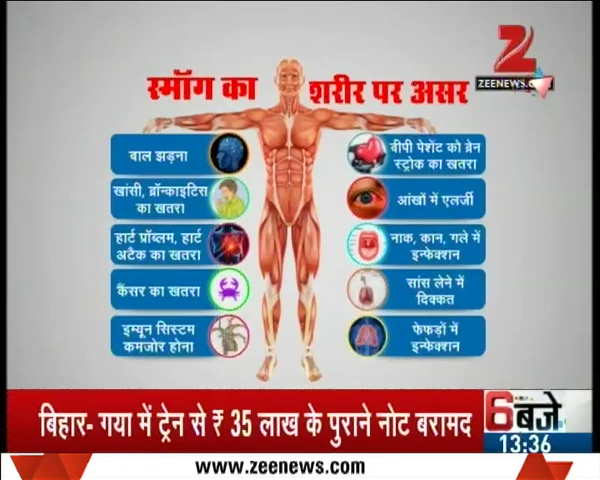 स्मॉग का शरीर पर असर
ZEENEWS.COM
बाल झड़ना
खांसी, ब्रॉन्काइटिस
का खतरा
हार्ट प्रॉब्लम, हार्ट
अटैक का खतरा
कैंसर का खतरा
इम्यून सिस्टम
कमजोर होना
बीपी पेशेंट को ब्रेन
स्ट्रोक का खतरा
आंखों में एलर्जी
नाक, कान, गले में
इन्फेक्शन
सांस लेने में
दिक्कत
फेफड़ों में
इन्फेक्शन
बिहार- गया में ट्रेन से ₹ 35 लाख के पुराने नोट बरामद
6 बजे
13:36
www.zeenews.com